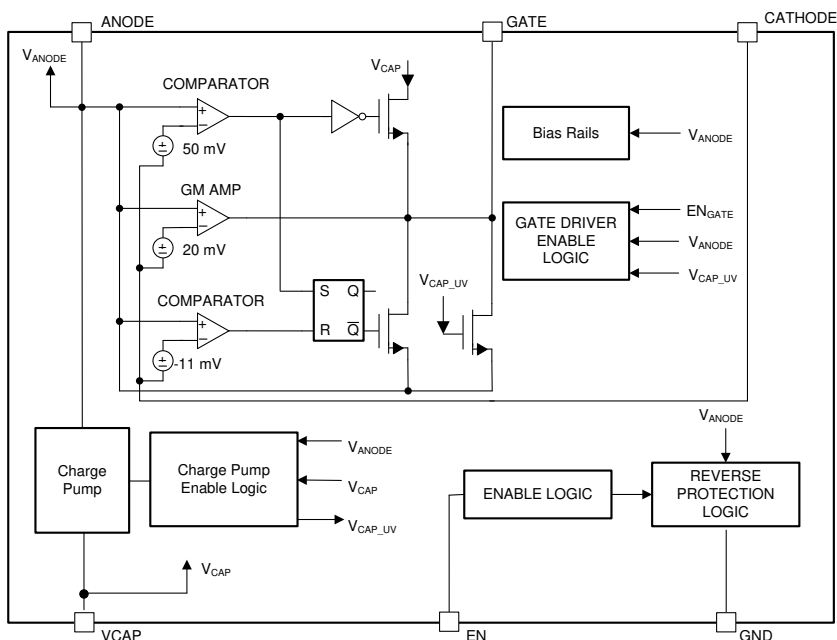 ANODE
GATE
CATHODE
VANODE
COMPARATOR
+
−
50 mV
VCAP
Bias Rails
VANODE
GM AMP
+
−
20 mV
GATE DRIVER
ENABLE
LOGIC
ENGATE
VANODE
VCAP_UV
COMPARATOR
+
−
-11 mV
S Q
R Q̅
VCAP_UV
Charge
Pump
Charge Pump
Enable Logic
VANODE
VCAP
VCAP_UV
VCAP
ENABLE LOGIC
VANODE
REVERSE
PROTECTION
LOGIC
VCAP
EN
GND